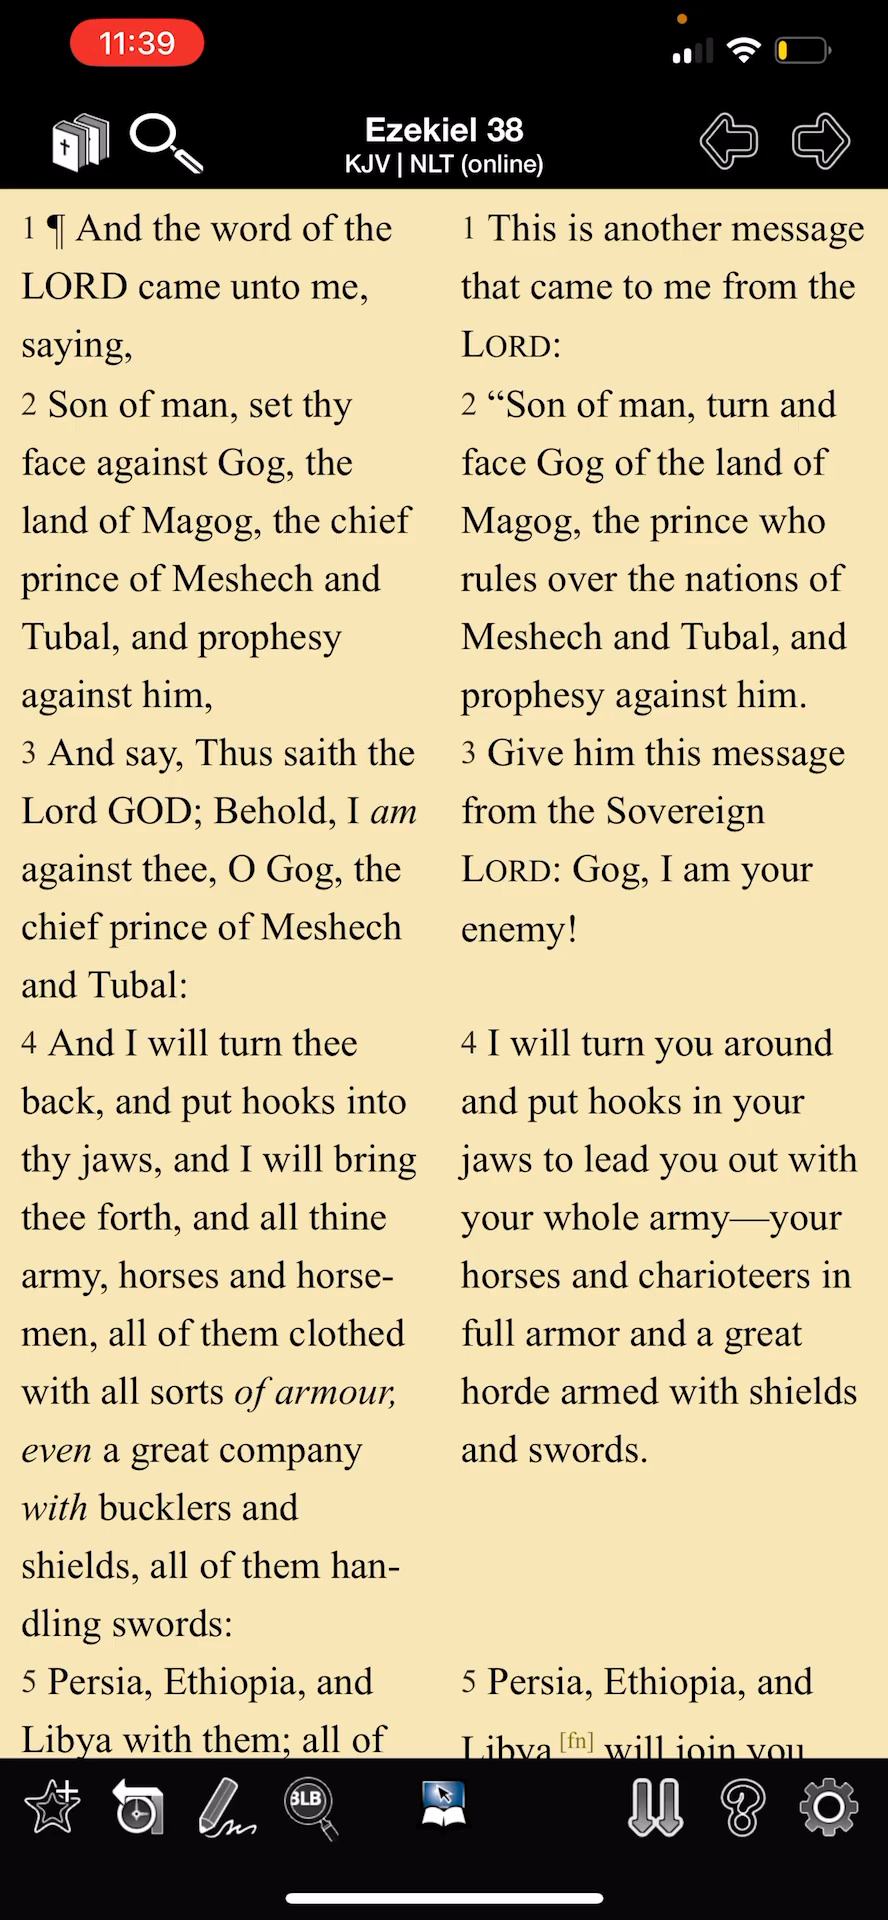 11:39
Ezekiel 38
KJV | NLT (online)
1 ¶ And the word of the
LORD came unto me,
saying,
2 Son of man, set thy
face against Gog, the
land of Magog, the chief
prince of Meshech and
Tubal, and prophesy
against him,
3 And say, Thus saith the
Lord GOD; Behold, I am
against thee, O Gog, the
chief prince of Meshech
and Tubal:
4 And I will turn thee
back, and put hooks into
thy jaws, and I will bring
thee forth, and all thine
army, horses and horse-
men, all of them clothed
with all sorts of armour,
even a great company
with bucklers and
shields, all of them han-
dling swords:
5 Persia, Ethiopia, and
Libya with them; all of
1 This is another message
that came to me from the
LORD:
2 “Son of man, turn and
face Gog of the land of
Magog, the prince who
rules over the nations of
Meshech and Tubal, and
prophesy against him.
3 Give him this message
from the Sovereign
LORD: Gog, I am your
enemy!
4 I will turn you around
and put hooks in your
jaws to lead you out with
your whole army—your
horses and charioteers in
full armor and a great
horde armed with shields
and swords.
5 Persia, Ethiopia, and
Libya [fn] will join you
BLB